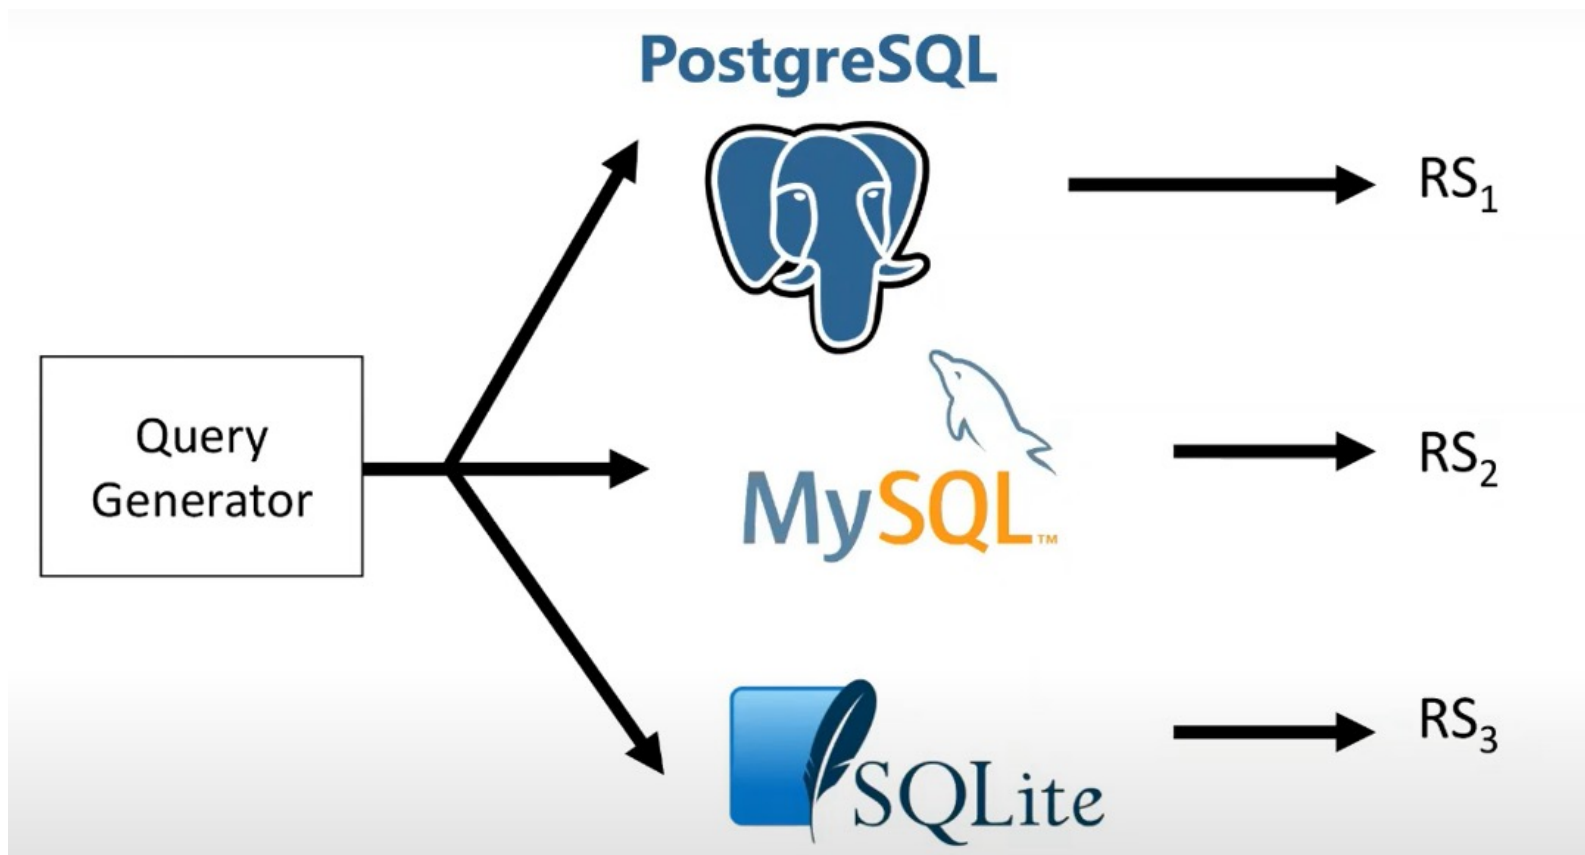 PostgreSQL
RS₁
Query
Generator
MySQL™
RS₂
SQLite
RS₃